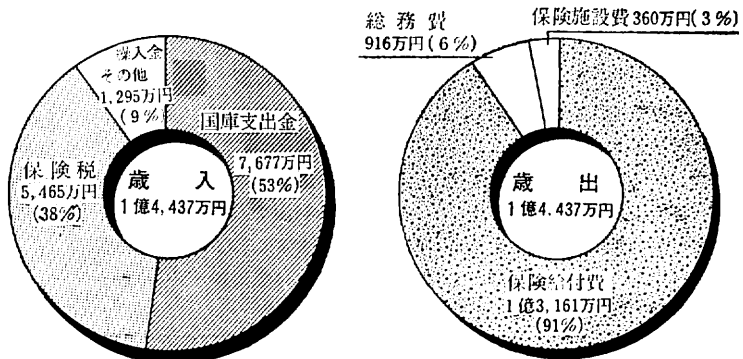 繰入金
その他
1,295万円
(9%)
国庫支出金
7,677万円
(53%)
保険税
5,465万円
(38%)
歳入
1億4,437万円
総務費
916万円(6%)
保険施設費360万円(3%)
歳出
1億4,437万円
保険給付費
1億3,161万円
(91%)